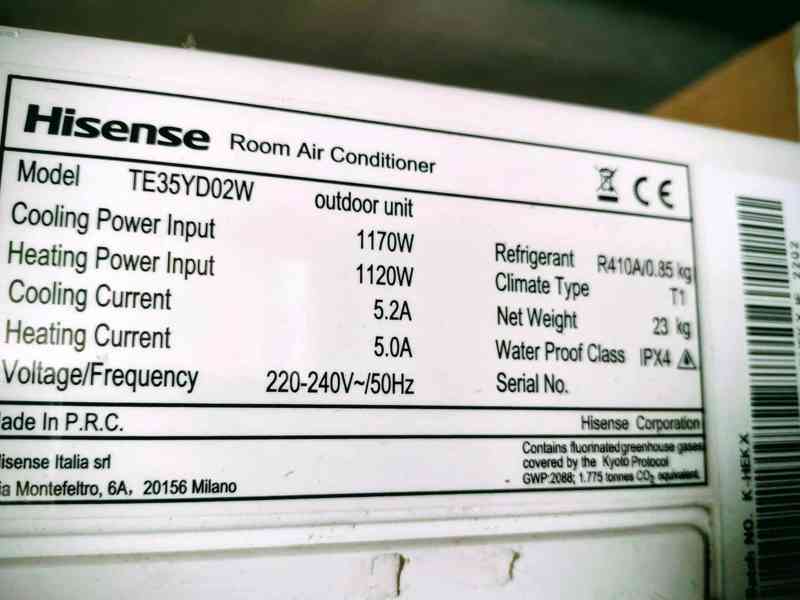 Hisense Room Air Conditioner
CE
Model TE35YD02W outdoor unit
Cooling Power Input 1170W
Heating Power Input 1120W
Cooling Current 5.2A
Heating Current 5.0A
Voltage/Frequency 220-240V~/50Hz
Refrigerant R410A/0.85 kg
Climate Type T1
Net Weight 23 kg
Water Proof Class IPX4
Serial No.
ade In P.R.C.
Hisense Corporation
isense Italia srl
ia Montefeltro, 6A, 20156 Milano
Contains fluorinated greenhouse gases
covered by the Kyoto Protocol
GWP:2088; 1.775 tonnes CO₂ equivalent.
NO. K-HEK X